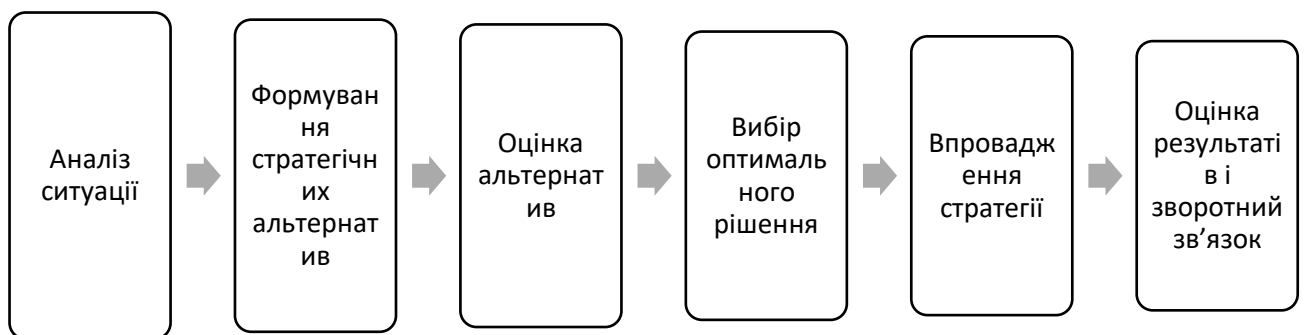 Аналіз
ситуації
Формуван
ня
стратегічн
их
альтернат
ив
Оцінка
альтернат
ив
Вибір
оптималь
ного
рішення
Впровадж
ення
стратегії
Оцінка
результаті
в і
зворотний
зв’язок